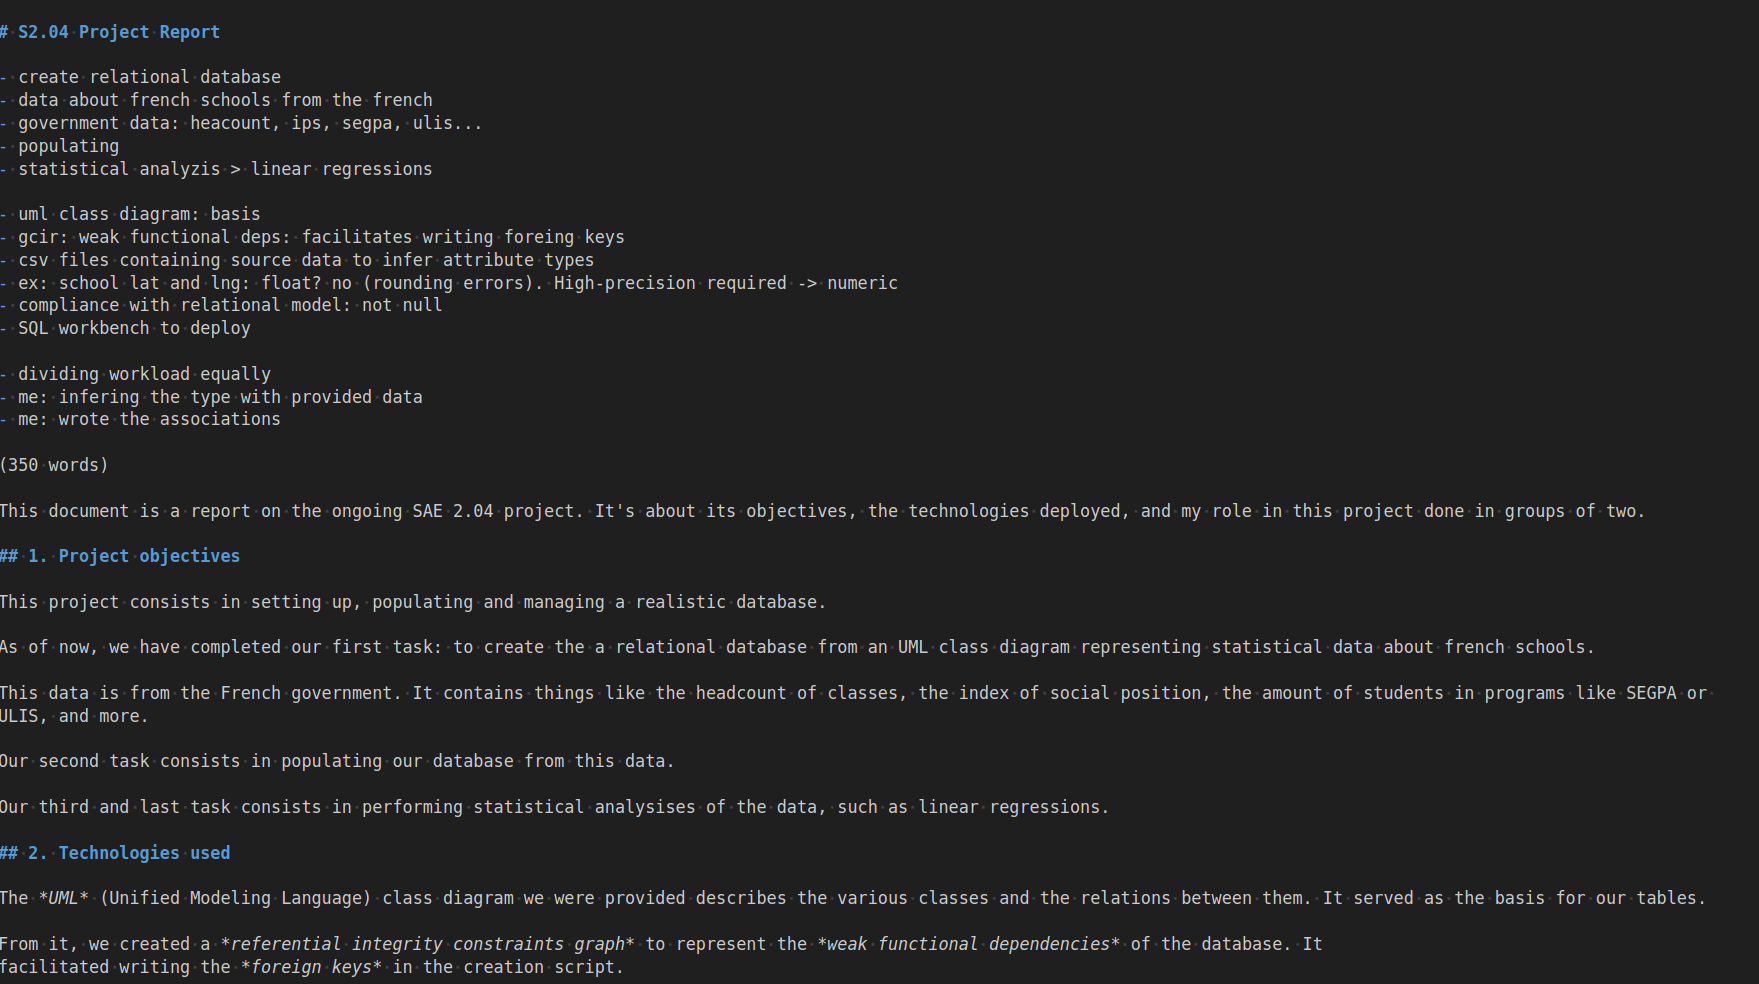 # S2.04 Project Report
- create relational database
- data about french schools from the french
- government data: heacount, ips, segpa, ulis...
- populating
- statistical analyzis > linear regressions
- uml class diagram: basis
- gcir: weak functional deps: facilitates writing foreing keys
- csv files containing source data to infer attribute types
- ex: school lat and lng: float? no (rounding errors). High-precision required -> numeric
- compliance with relational model: not null
- SQL workbench to deploy
- dividing workload equally
- me: infering the type with provided data
- me: wrote the associations
(350 words)
This document is a report on the ongoing SAE 2.04 project. It's about its objectives, the technologies deployed, and my role in this project done in groups of two.
## 1. Project objectives
This project consists in setting up, populating and managing a realistic database.
As of now, we have completed our first task: to create the a relational database from an UML class diagram representing statistical data about french schools.
This data is from the French government. It contains things like the headcount of classes, the index of social position, the amount of students in programs like SEGPA or
ULIS, and more.
Our second task consists in populating our database from this data.
Our third and last task consists in performing statistical analysises of the data, such as linear regressions.
## 2. Technologies used
The *UML* (Unified Modeling Language) class diagram we were provided describes the various classes and the relations between them. It served as the basis for our tables.
From it, we created a *referential integrity constraints graph* to represent the *weak functional dependencies* of the database. It
facilitated writing the *foreign keys* in the creation script.